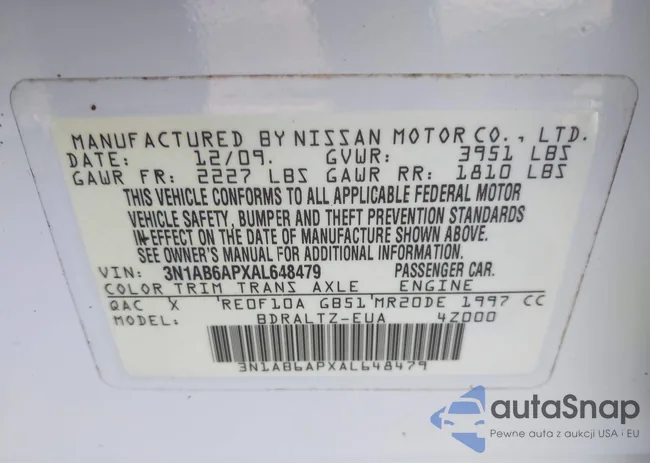 MANUFACTURED BY NISSAN MOTOR CO., LTD.
DATE: 12/09. GVWR: 3951 LBS
GAWR FR: 2227 LBS GAWR RR: 1810 LBS
THIS VEHICLE CONFORMS TO ALL APPLICABLE FEDERAL MOTOR
VEHICLE SAFETY, BUMPER AND THEFT PREVENTION STANDARDS
IN EFFECT ON THE DATE OF MANUFACTURE SHOWN ABOVE.
SEE OWNER'S MANUAL FOR ADDITIONAL INFORMATION.
VIN: 3N1AB6APXAL648479 PASSENGER CAR.
COLOR TRIM TRANS AXLE ENGINE
QAC X RE0F10A GB51 MR20DE 1997 CC
MODEL: BDRALTZ-EUA 4Z000
3N1AB6APXAL648479
autaSnap
Pewne auta z aukcji USA i EU